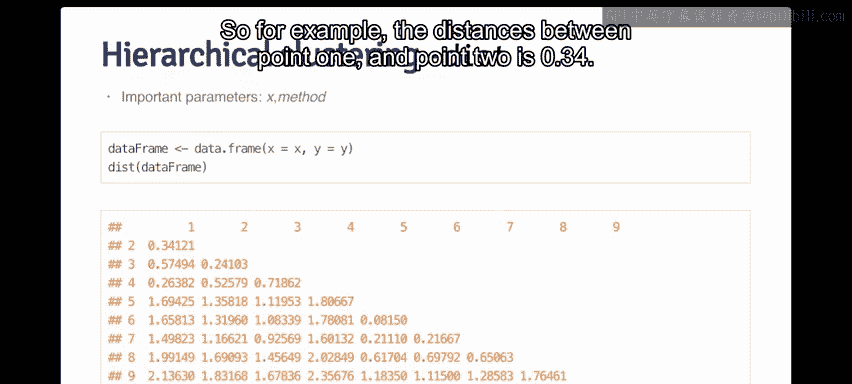 So for example, the distances between
point one, and point two is 0.34.
Hierarchical clustering
· Important parameters: x,method
dataFrame <- data.frame(x = x, y = y)
dist(dataFrame)
## 1 2 3 4 5 6 7 8 9
## 2 0.34121
## 3 0.57494 0.24103
## 4 0.26382 0.52579 0.71862
## 5 1.69425 1.35818 1.11953 1.80667
## 6 1.65813 1.31960 1.08339 1.78081 0.08150
## 7 1.49823 1.16621 0.92569 1.60132 0.21110 0.21667
## 8 1.99149 1.69093 1.45649 2.02849 0.61704 0.69792 0.65063
## 9 2.13630 1.83168 1.67836 2.35676 1.18350 1.11500 1.28583 1.76461